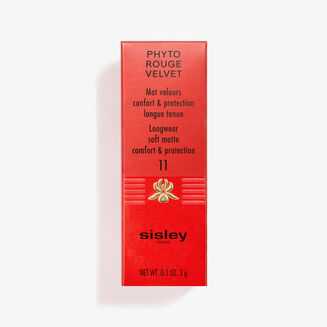 PHYTO
ROUGE
VELVET
Mat velours
confort & protection
longue tenue
Longwear
soft matte
comfort & protection
11
sisley
PARIS
NET WT. 0.1 OZ. 3g